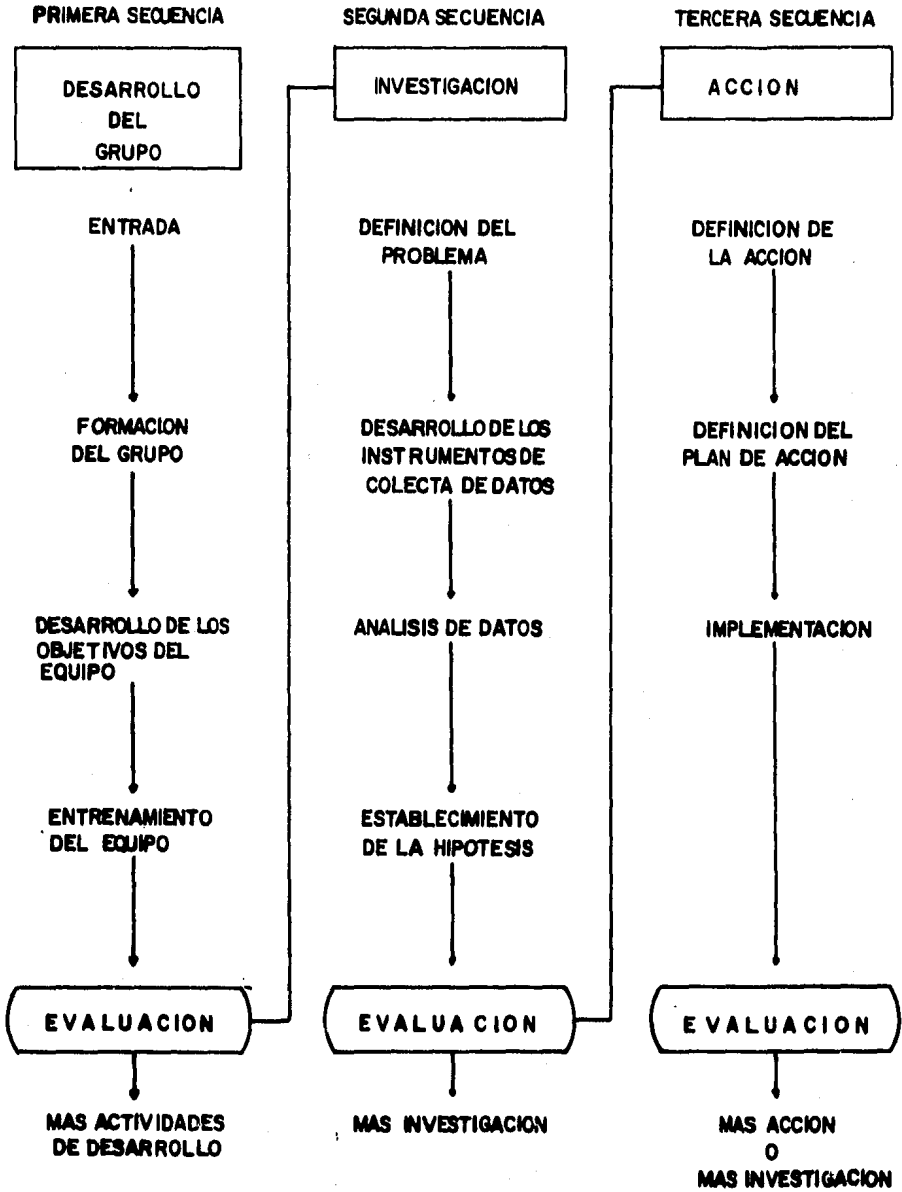 PRIMERA SECUENCIA
DESARROLLO
DEL
GRUPO
ENTRADA
FORMACION
DEL GRUPO
DESARROLLO DE LOS
OBJETIVOS DEL
EQUIPO
ENTRENAMIENTO
DEL EQUIPO
EVALUACION
MAS ACTIVIDADES
DE DESARROLLO
SEGUNDA SECUENCIA
INVESTIGACION
DEFINICION DEL
PROBLEMA
DESARROLLO DE LOS
INSTRUMENTOS DE
COLECTA DE DATOS
ANALISIS DE DATOS
ESTABLECIMIENTO
DE LA HIPOTESIS
EVALUACION
MAS INVESTIGACION
TERCERA SECUENCIA
ACCION
DEFINICION DE
LA ACCION
DEFINICION DEL
PLAN DE ACCION
IMPLEMENTACION
EVALUACION
MAS ACCION
O
MAS INVESTIGACION